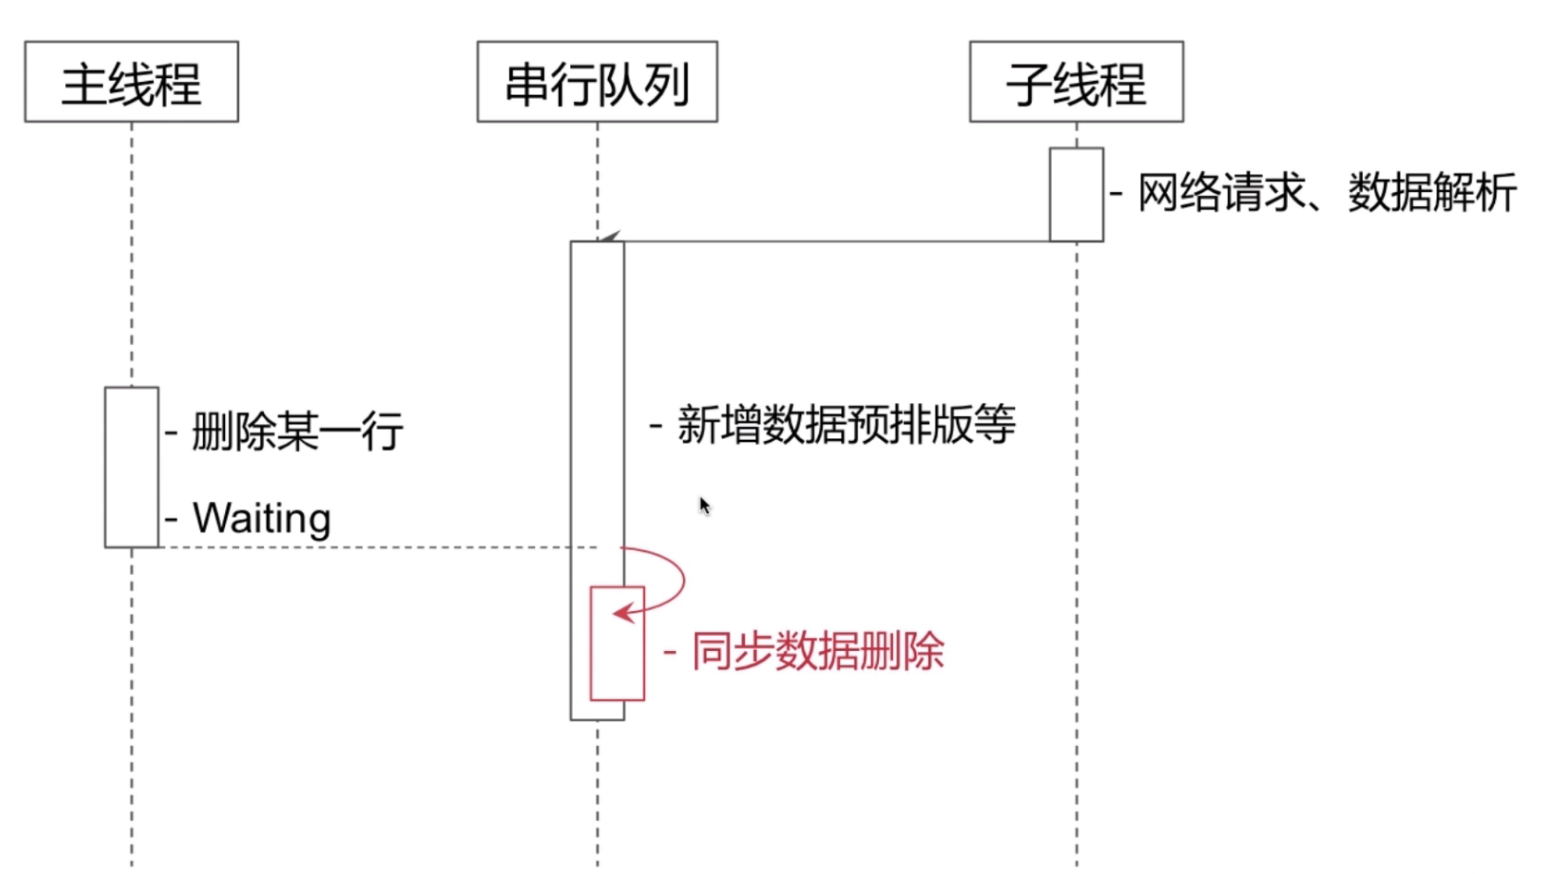 主线程
串行队列
子线程
- 网络请求、数据解析
- 删除某一行
- 新增数据预排版等
- Waiting
- 同步数据删除